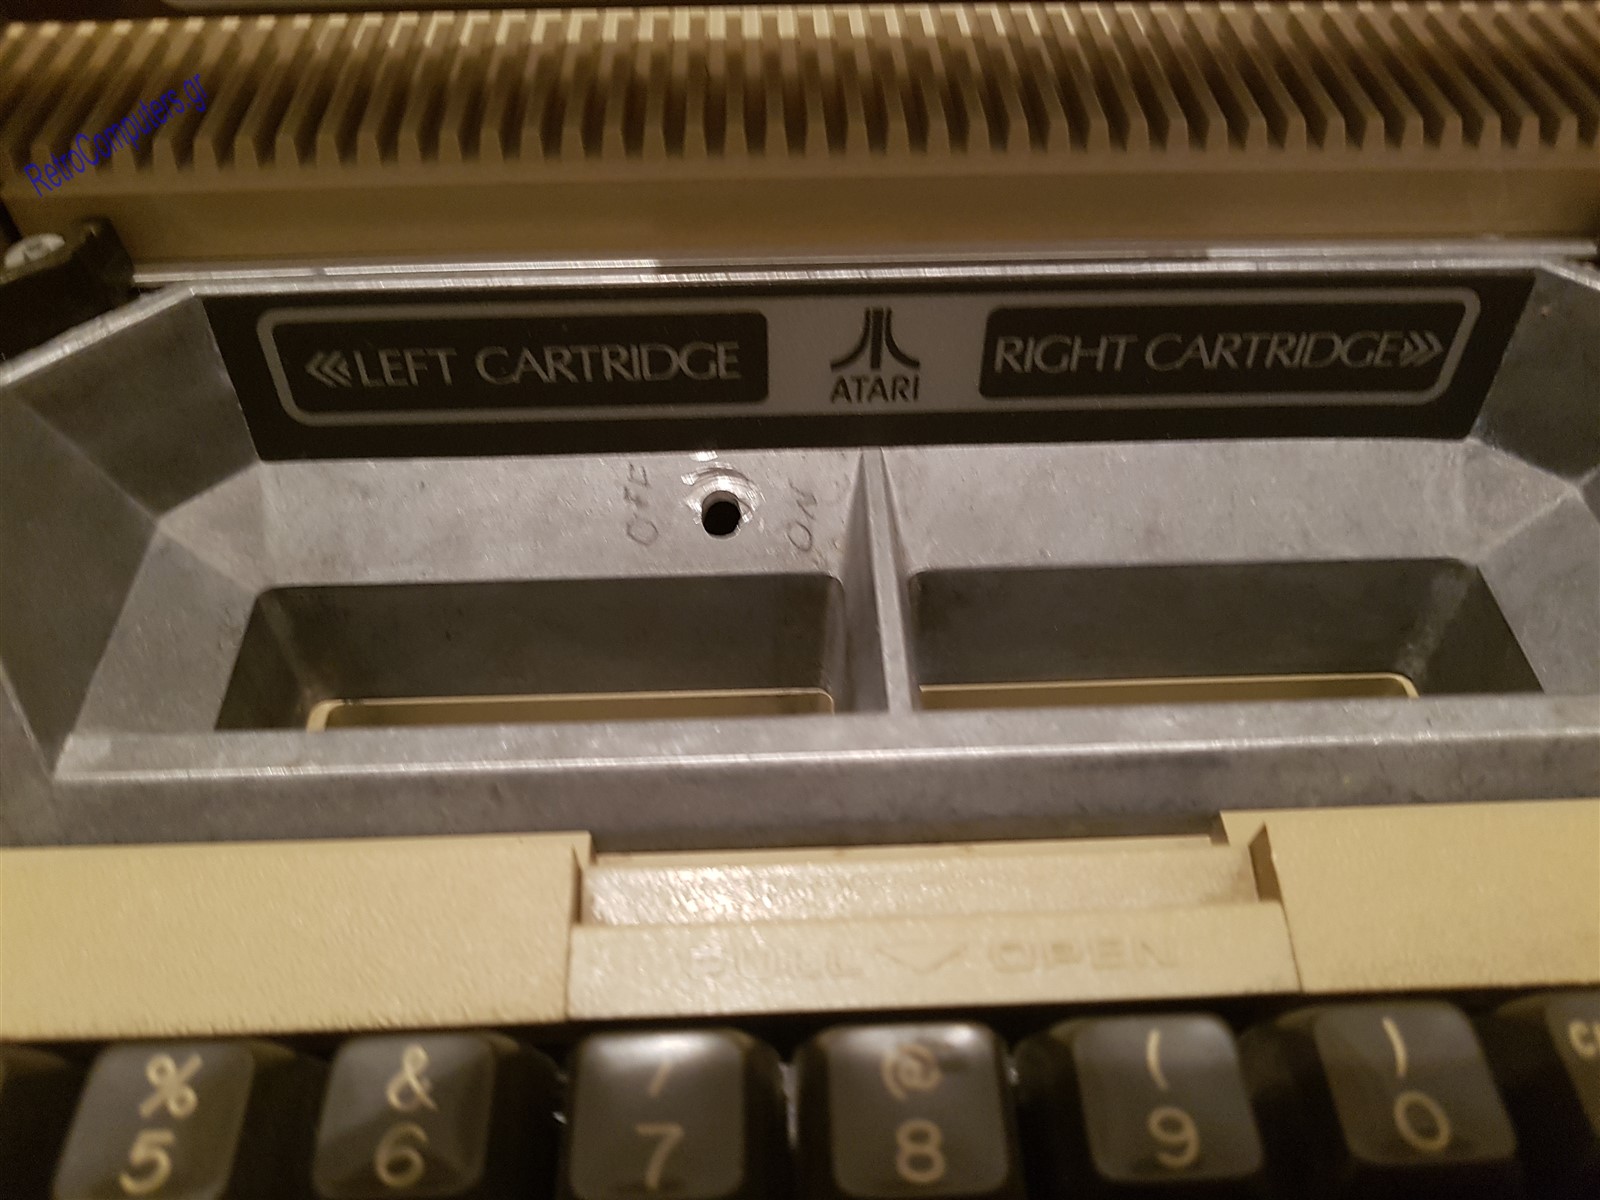 RetroComputers.gr
«LEFT CARTRIDGE
ATARI
RIGHT CARTRIDGE»
OFF
ON
PULL OPEN
% & ' @ ( )
5 6 7 8 9 0